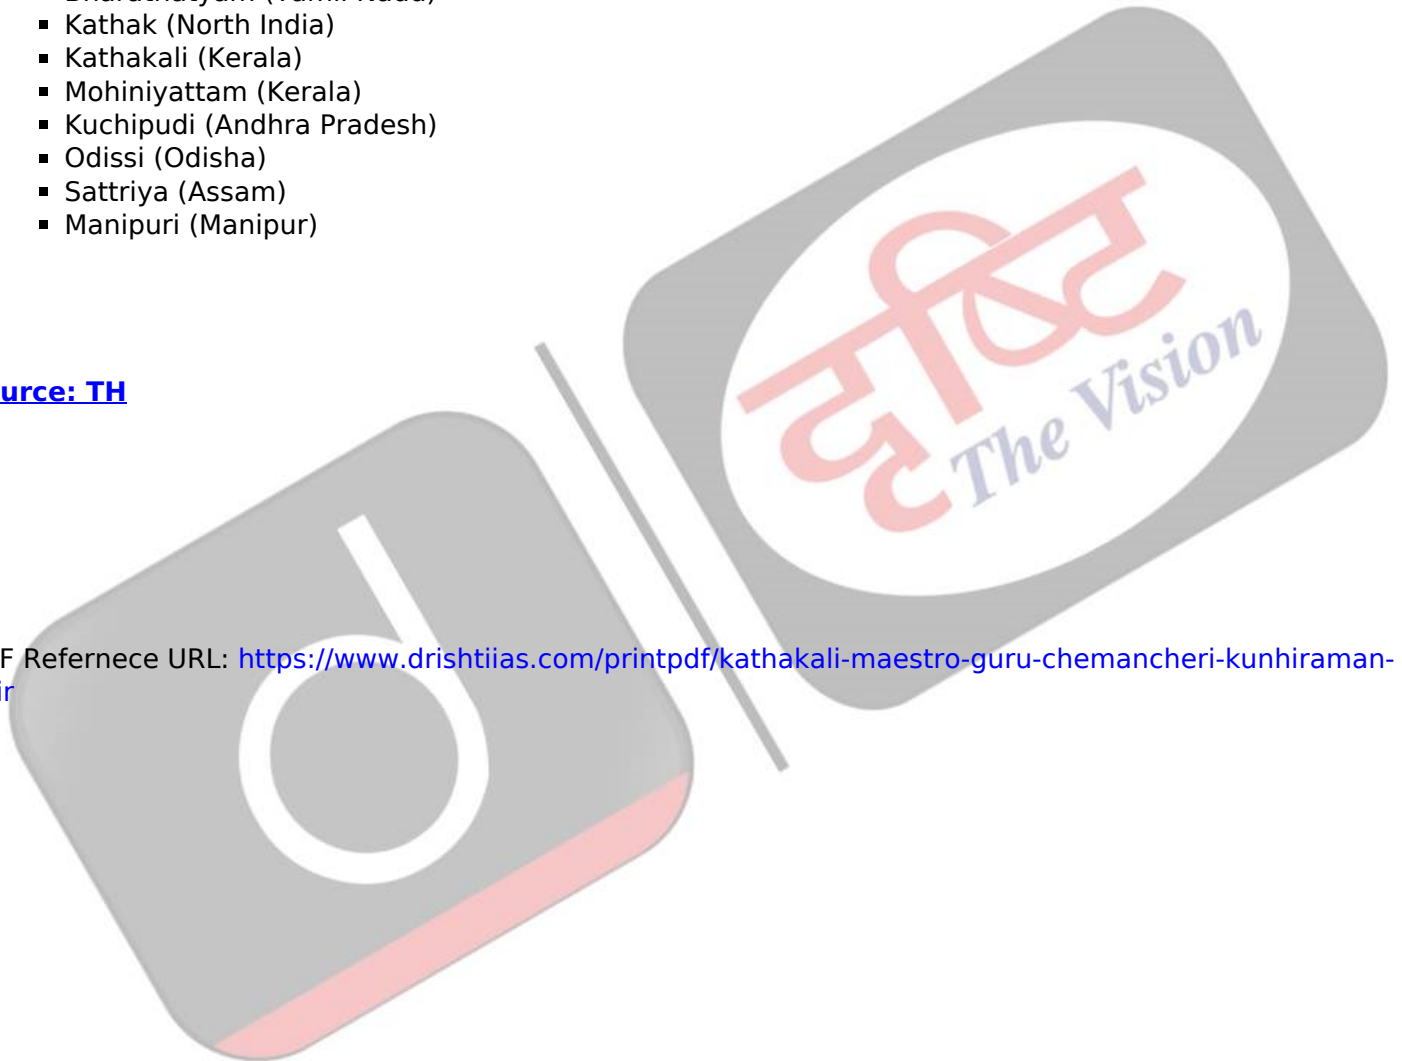 Kathak (North India)
Kathakali (Kerala)
Mohiniyattam (Kerala)
Kuchipudi (Andhra Pradesh)
Odissi (Odisha)
Sattriya (Assam)
Manipuri (Manipur)
दृष्टि
The Vision
urce: TH
d
F Refernece URL: https://www.drishtiias.com/printpdf/kathakali-maestro-guru-chemancheri-kunhiraman-
ir